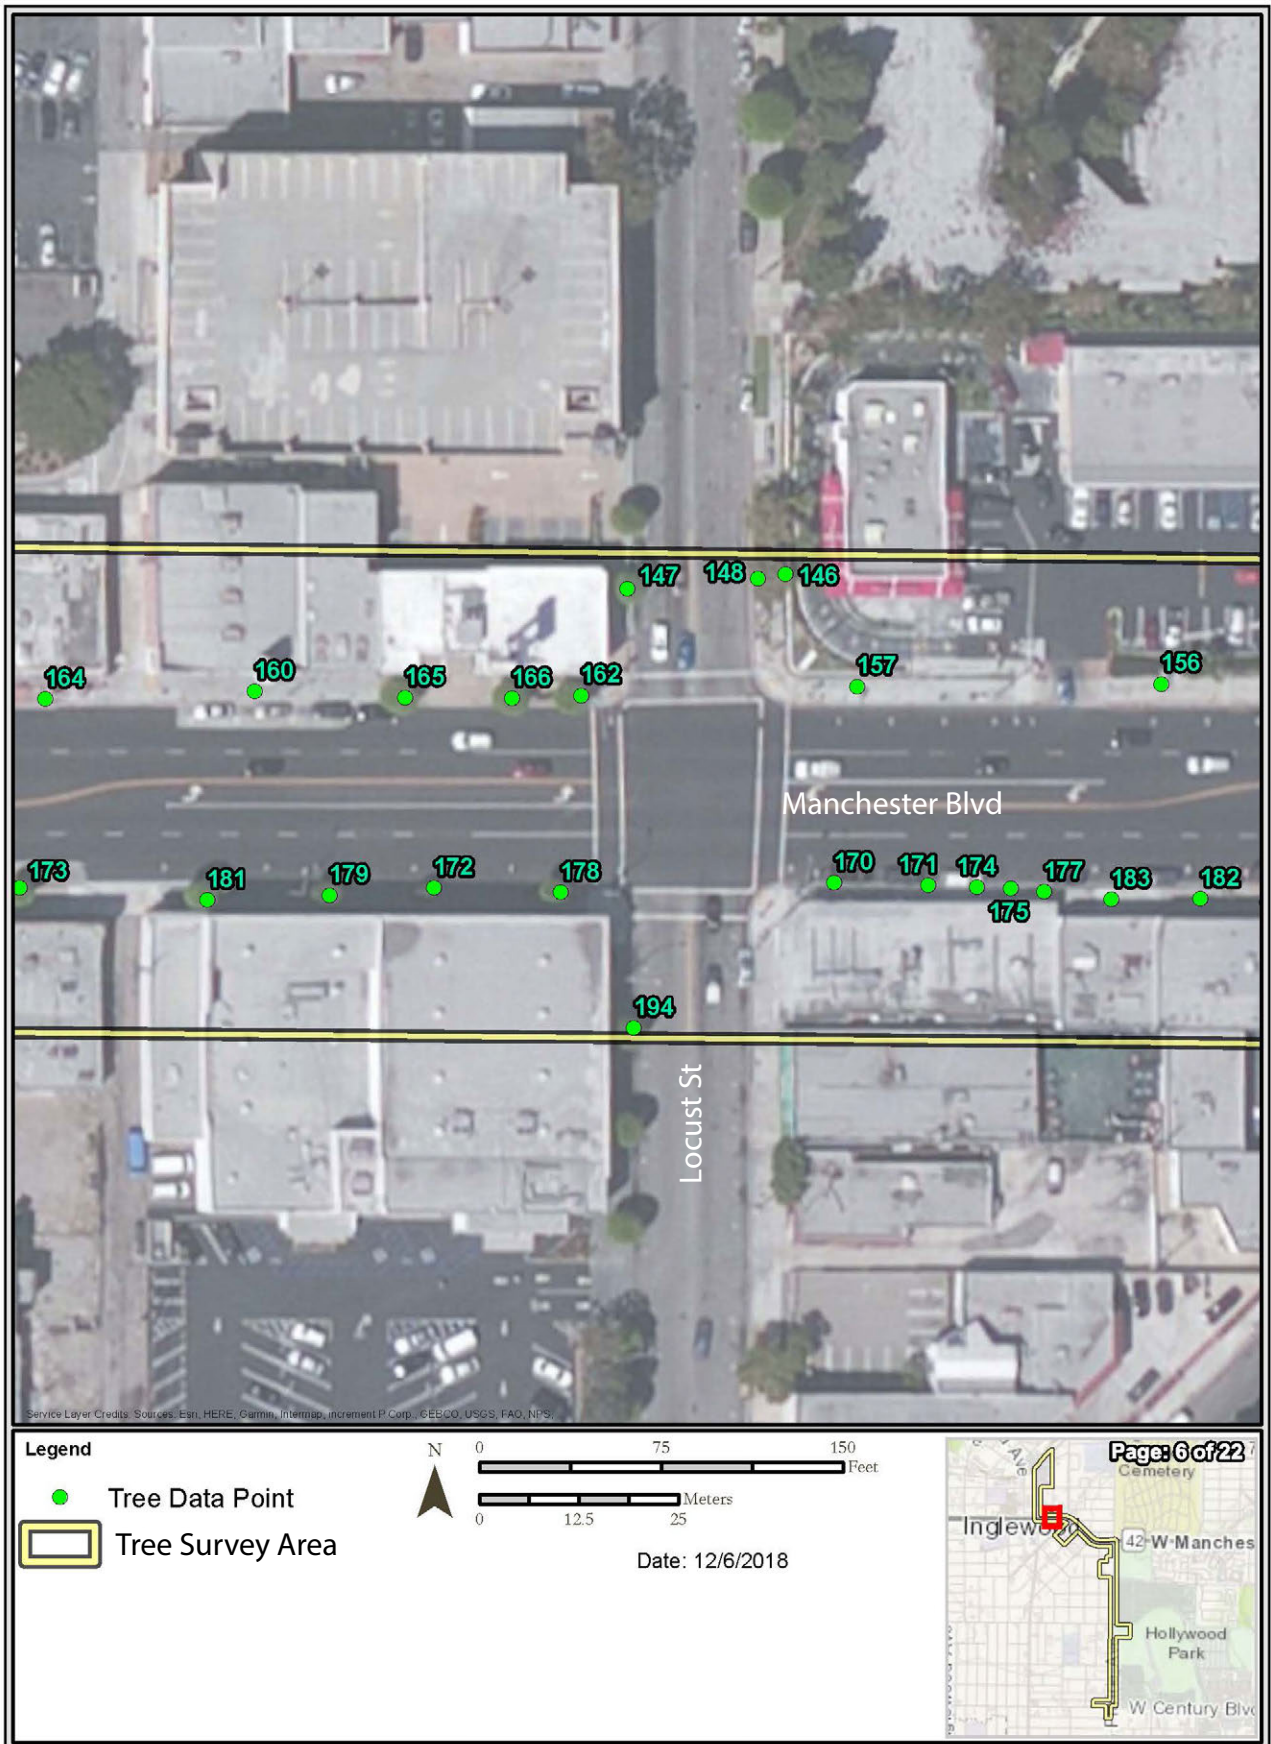 147
148
146
164
160
165
166
162
157
156
Manchester Blvd
173
181
179
172
178
170
171
174
175
177
183
182
194
Locust St
Service Layer Credits: Sources: Esri, HERE, Garmin, Intermap, increment P Corp., GEBCO, USGS, FAO, NPS,
Legend
Tree Data Point
Tree Survey Area
N
0 75 150
Feet
Meters
0 12.5 25
Date: 12/6/2018
Page: 6 of 22
Ave
Cemetery
Inglewood
42 W Manches
Hollywood
Park
W Century Blv